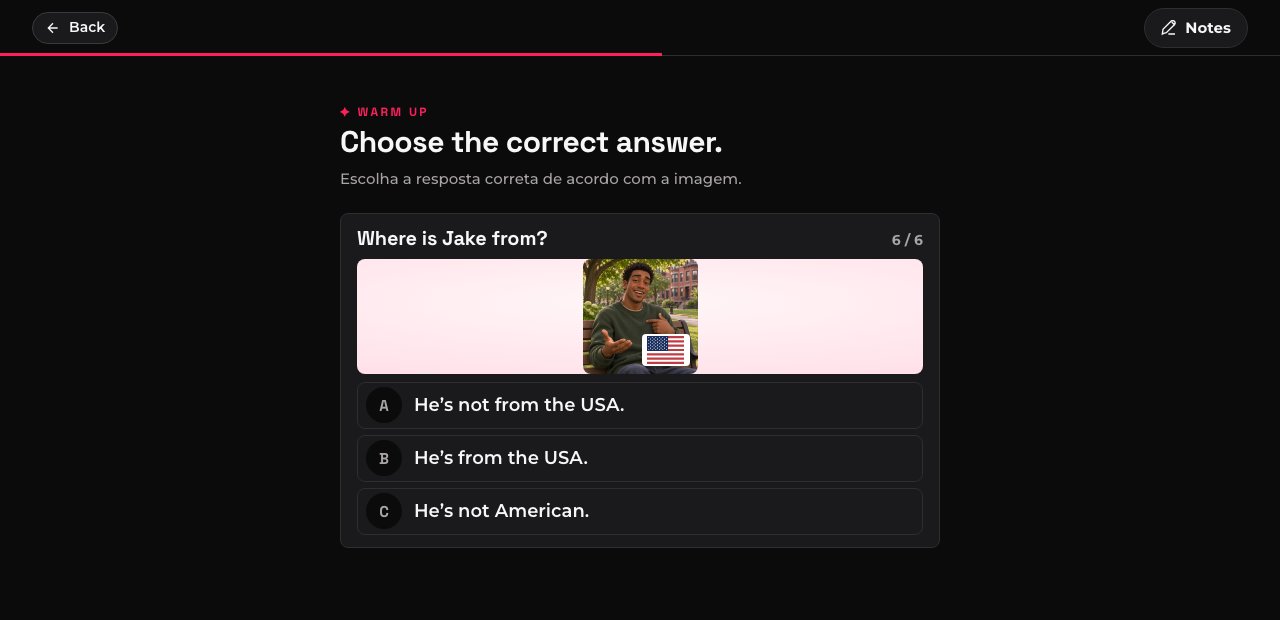 Back
Notes
WARM UP
Choose the correct answer.
Escolha a resposta correta de acordo com a imagem.
Where is Jake from?
6 / 6
A
He’s not from the USA.
B
He’s from the USA.
C
He’s not American.